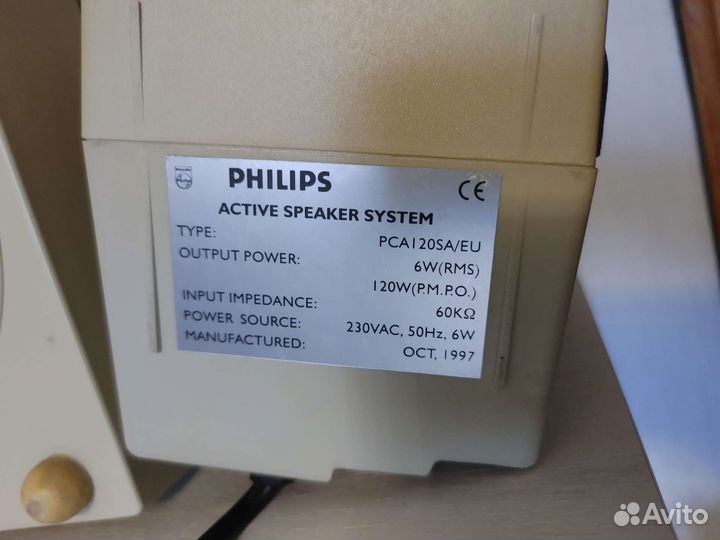 PHILIPS
CE
ACTIVE SPEAKER SYSTEM
TYPE: PCA120SA/EU
OUTPUT POWER: 6W(RMS)
120W(P.M.P.O.)
INPUT IMPEDANCE: 60KΩ
POWER SOURCE: 230VAC, 50Hz, 6W
MANUFACTURED: OCT, 1997
Avito